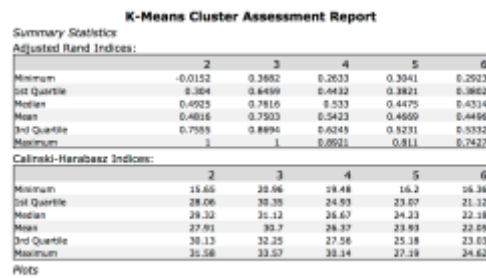 K-Means Cluster Assessment Report
Summary Statistics
Adjusted Rand Indices:
2 3 4 5 6
Minimum -0.0152 0.3682 0.2633 0.3041 0.2923
1st Quartile 0.304 0.6499 0.4432 0.3821 0.3802
Median 0.4925 0.7616 0.533 0.4475 0.4314
Mean 0.4816 0.7503 0.5423 0.4669 0.4496
3rd Quartile 0.7555 0.8694 0.6245 0.5231 0.5332
Maximum 1 1 0.8921 0.811 0.7427
Calinski-Harabasz Indices:
2 3 4 5 6
Minimum 15.65 20.96 19.48 16.2 16.36
1st Quartile 28.06 30.35 24.93 23.07 21.12
Median 29.32 31.12 26.67 24.23 22.18
Mean 27.91 30.7 26.37 23.93 22.05
3rd Quartile 30.13 32.25 27.56 25.18 23.03
Maximum 31.58 33.57 30.14 27.19 24.62
Plots